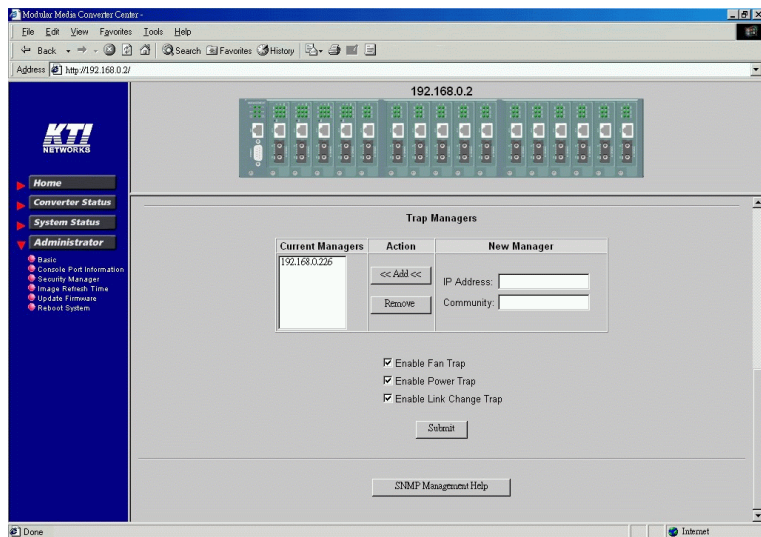 Modular Media Converter Center -
File Edit View Favorites Tools Help
Back Search Favorites History
Address http://192.168.0.2/
192.168.0.2
KTI
NETWORKS
Home
Converter Status
System Status
Administrator
Basic
Console Port Information
Security Manager
Image Refresh Time
Update Firmware
Reboot System
Trap Managers
Current Managers Action New Manager
192.168.0.226
<< Add <<
IP Address:
Remove
Community:
Enable Fan Trap
Enable Power Trap
Enable Link Change Trap
Submit
SNMP Management Help
Done Internet